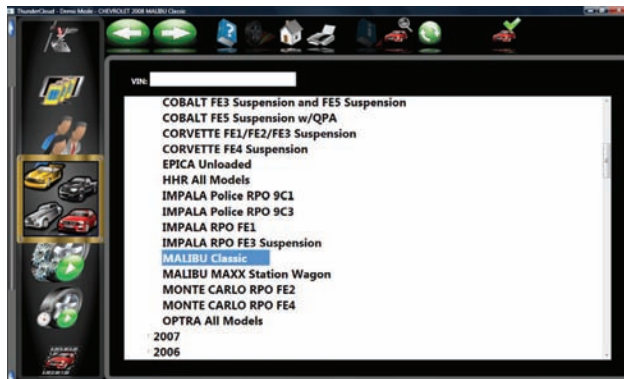 ThunderCloud - Demo Mode - CHEVROLET 2008 MALIBU Classic
VIN:
COBALT FE3 Suspension and FE5 Suspension
COBALT FE5 Suspension w/QPA
CORVETTE FE1/FE2/FE3 Suspension
CORVETTE FE4 Suspension
EPICA Unloaded
HHR All Models
IMPALA Police RPO 9C1
IMPALA Police RPO 9C3
IMPALA RPO FE1
IMPALA RPO FE3 Suspension
MALIBU Classic
MALIBU MAXX Station Wagon
MONTE CARLO RPO FE2
MONTE CARLO RPO FE4
OPTRA All Models
2007
2006